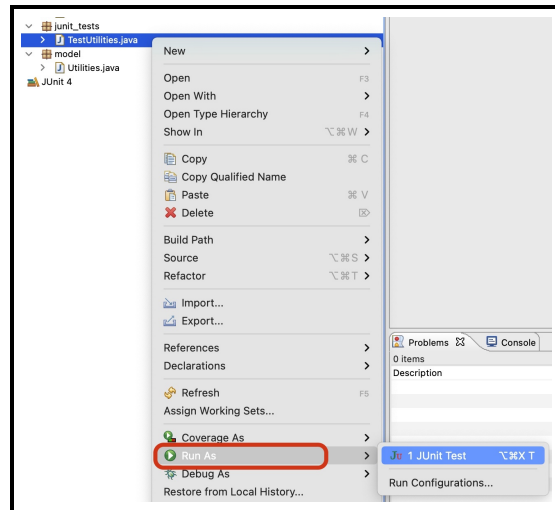 junit_tests
TestUtilities.java
model
Utilities.java
JUnit 4
New
Open F3
Open With
Open Type Hierarchy F4
Show In ⌥⌘W
Copy ⌘C
Copy Qualified Name
Paste ⌘V
Delete ⌦
Build Path
Source ⌥⌘S
Refactor ⌥⌘T
Import...
Export...
References
Declarations
Refresh F5
Assign Working Sets...
Coverage As
Run As
Debug As
Restore from Local History...
Problems
Console
0 items
Description
Ju 1 JUnit Test ⌥⌘X T
Run Configurations...